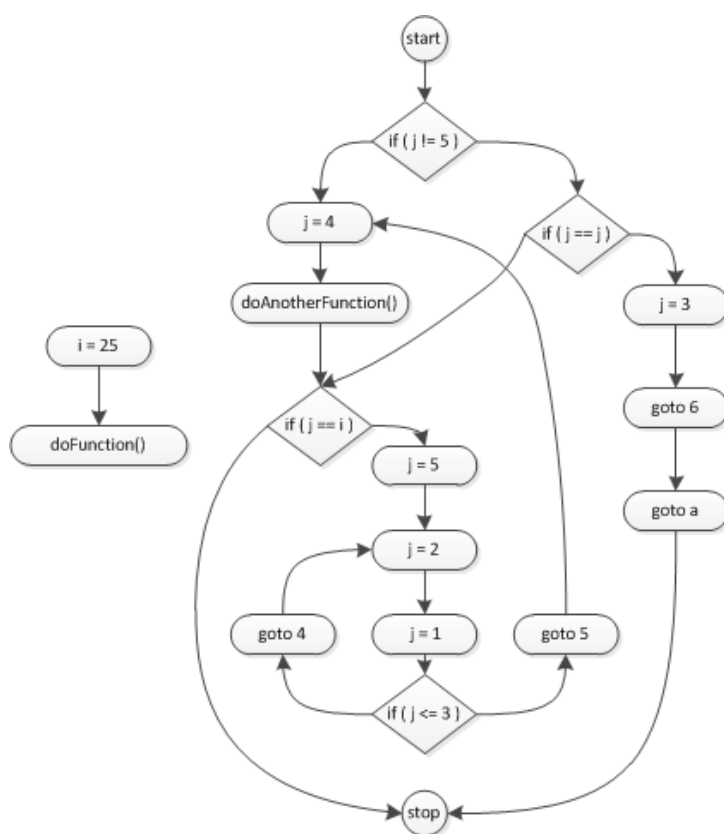 start
if ( j != 5 )
j = 4
if ( j == j )
doAnotherFunction()
j = 3
i = 25
goto 6
if ( j == i )
doFunction()
j = 5
goto a
j = 2
goto 4
j = 1
goto 5
if ( j <= 3 )
stop